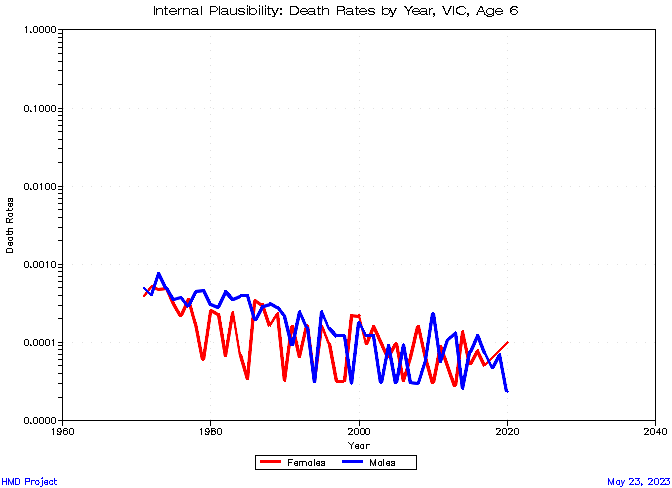 Internal Plausibility: Death Rates by Year, VIC, Age 6
1.0000
0.1000
0.0100
0.0010
0.0001
0.0000
Death Rates
1960 1980 2000 2020 2040
Year
Females Males
HMD Project May 23, 2023